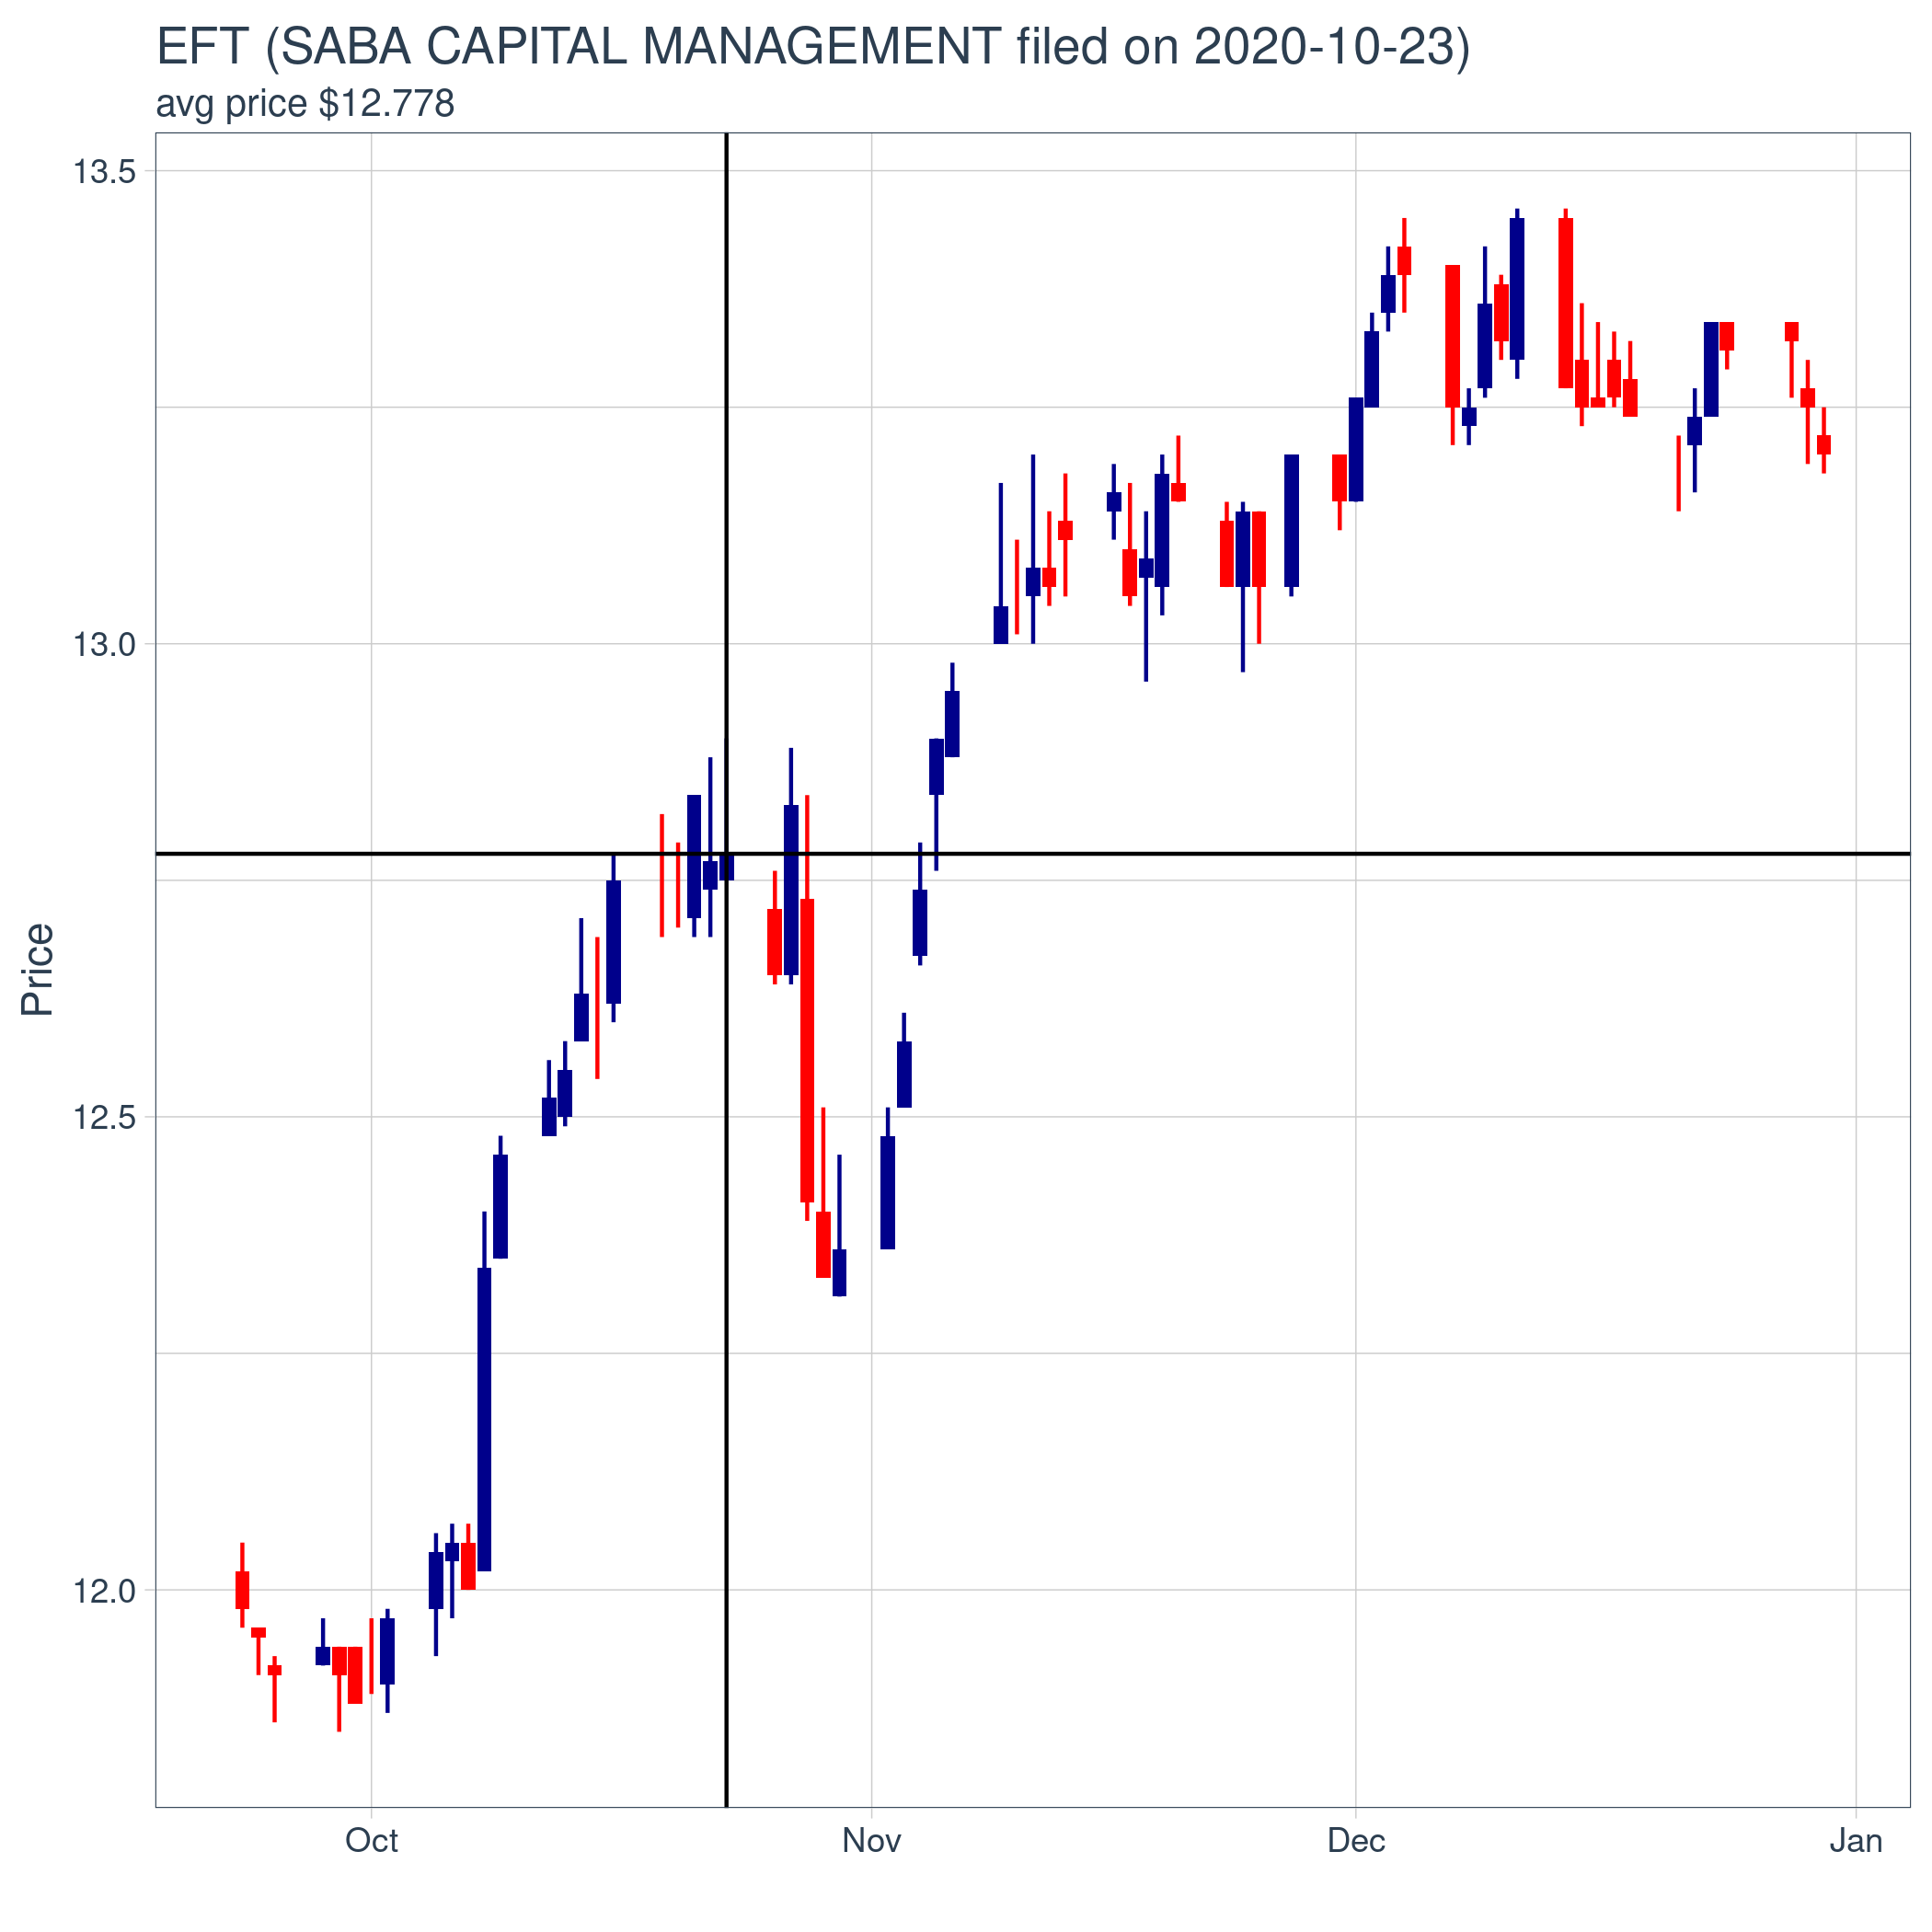 EFT (SABA CAPITAL MANAGEMENT filed on 2020-10-23)
avg price $12.778
13.5
13.0
12.5
12.0
Price
Oct Nov Dec Jan